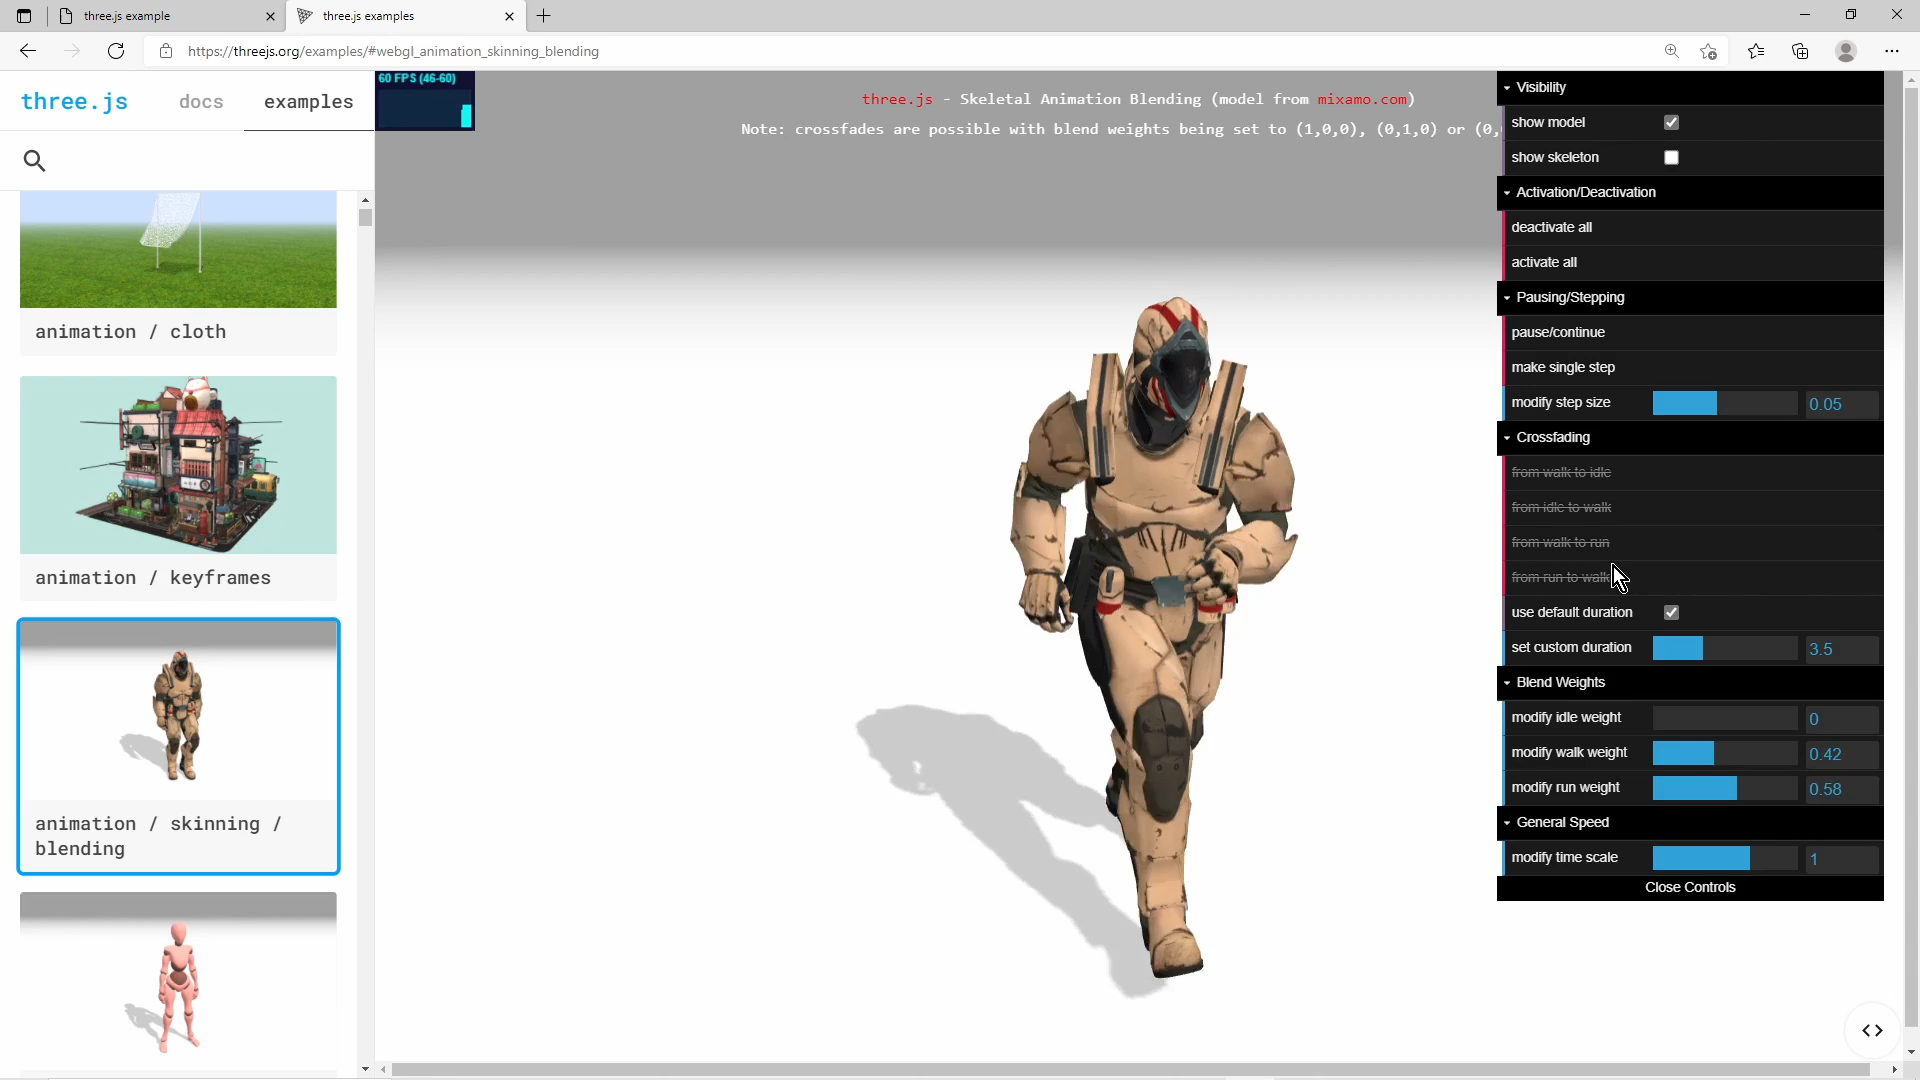 three.js example
three.js examples
https://threejs.org/examples/#webgl_animation_skinning_blending
three.js docs examples
animation / cloth
animation / keyframes
animation / skinning /
blending
60 FPS (46-60)
three.js - Skeletal Animation Blending (model from mixamo.com)
Note: crossfades are possible with blend weights being set to (1,0,0), (0,1,0) or (0,
Visibility
show model
show skeleton
Activation/Deactivation
deactivate all
activate all
Pausing/Stepping
pause/continue
make single step
modify step size 0.05
Crossfading
from walk to idle
from idle to walk
from walk to run
from run to walk
use default duration
set custom duration 3.5
Blend Weights
modify idle weight 0
modify walk weight 0.42
modify run weight 0.58
General Speed
modify time scale 1
Close Controls